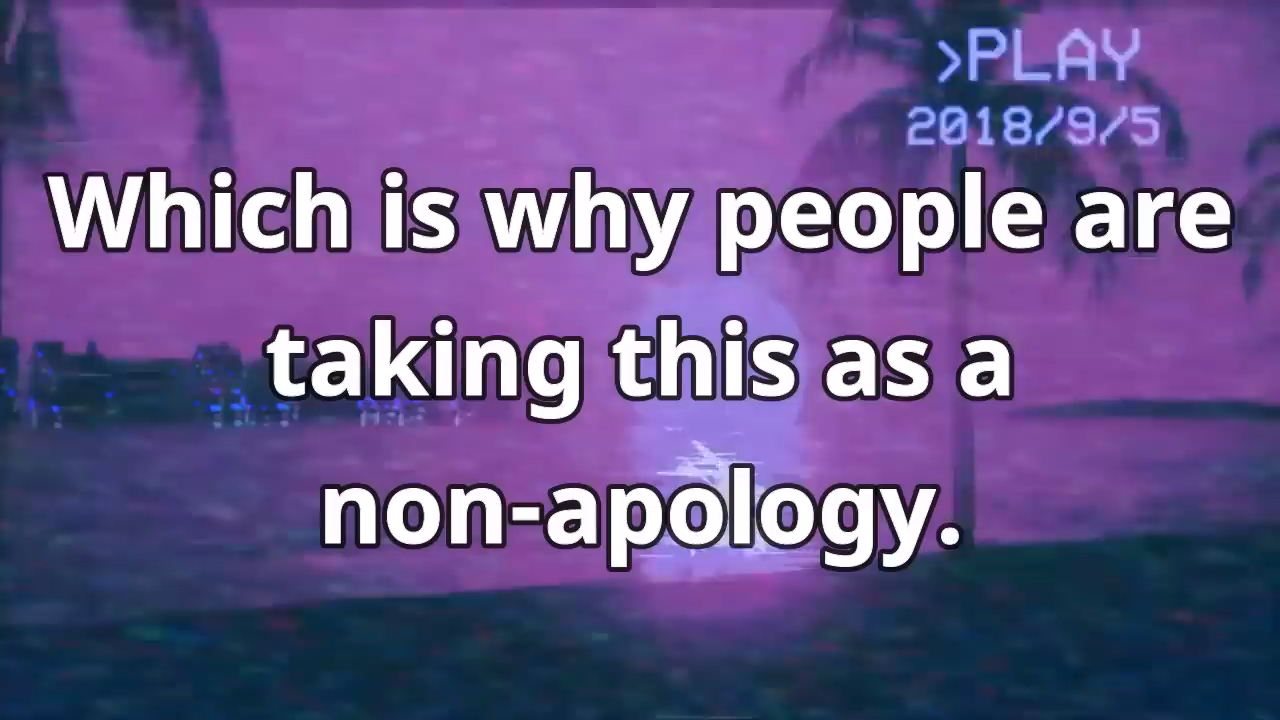 >PLAY
2018/9/5
Which is why people are
taking this as a
non-apology.